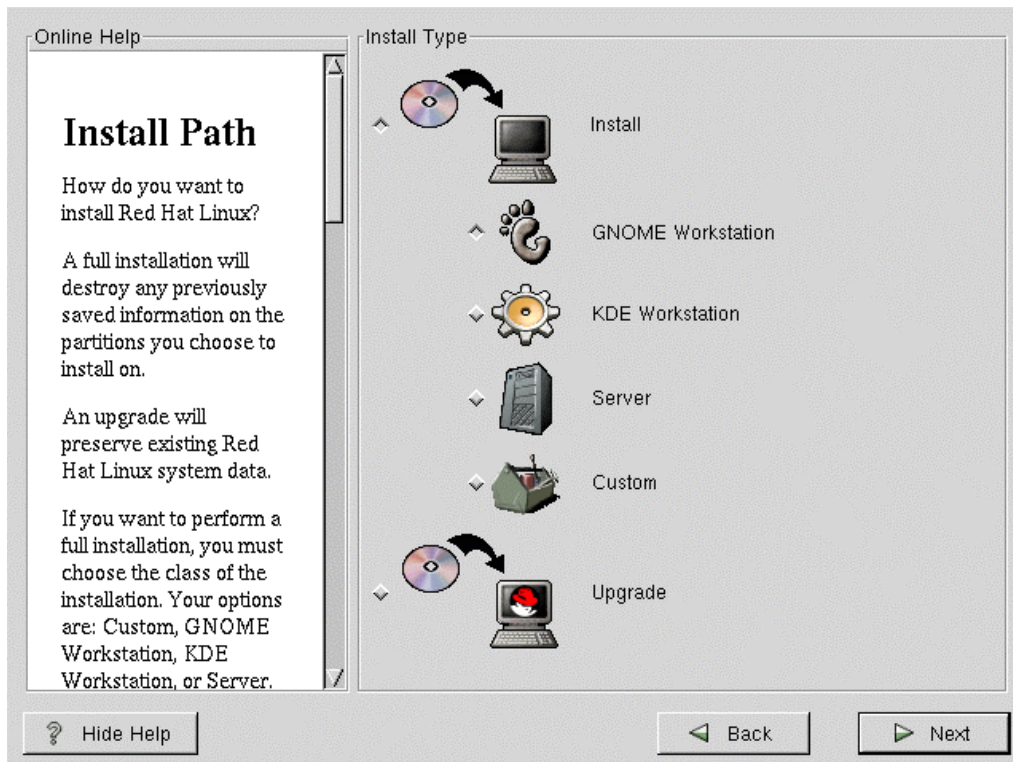 Online Help
Install Path
How do you want to
install Red Hat Linux?
A full installation will
destroy any previously
saved information on the
partitions you choose to
install on.
An upgrade will
preserve existing Red
Hat Linux system data.
If you want to perform a
full installation, you must
choose the class of the
installation. Your options
are: Custom, GNOME
Workstation, KDE
Workstation, or Server.
Install Type
Install
GNOME Workstation
KDE Workstation
Server
Custom
Upgrade
Hide Help
Back
Next